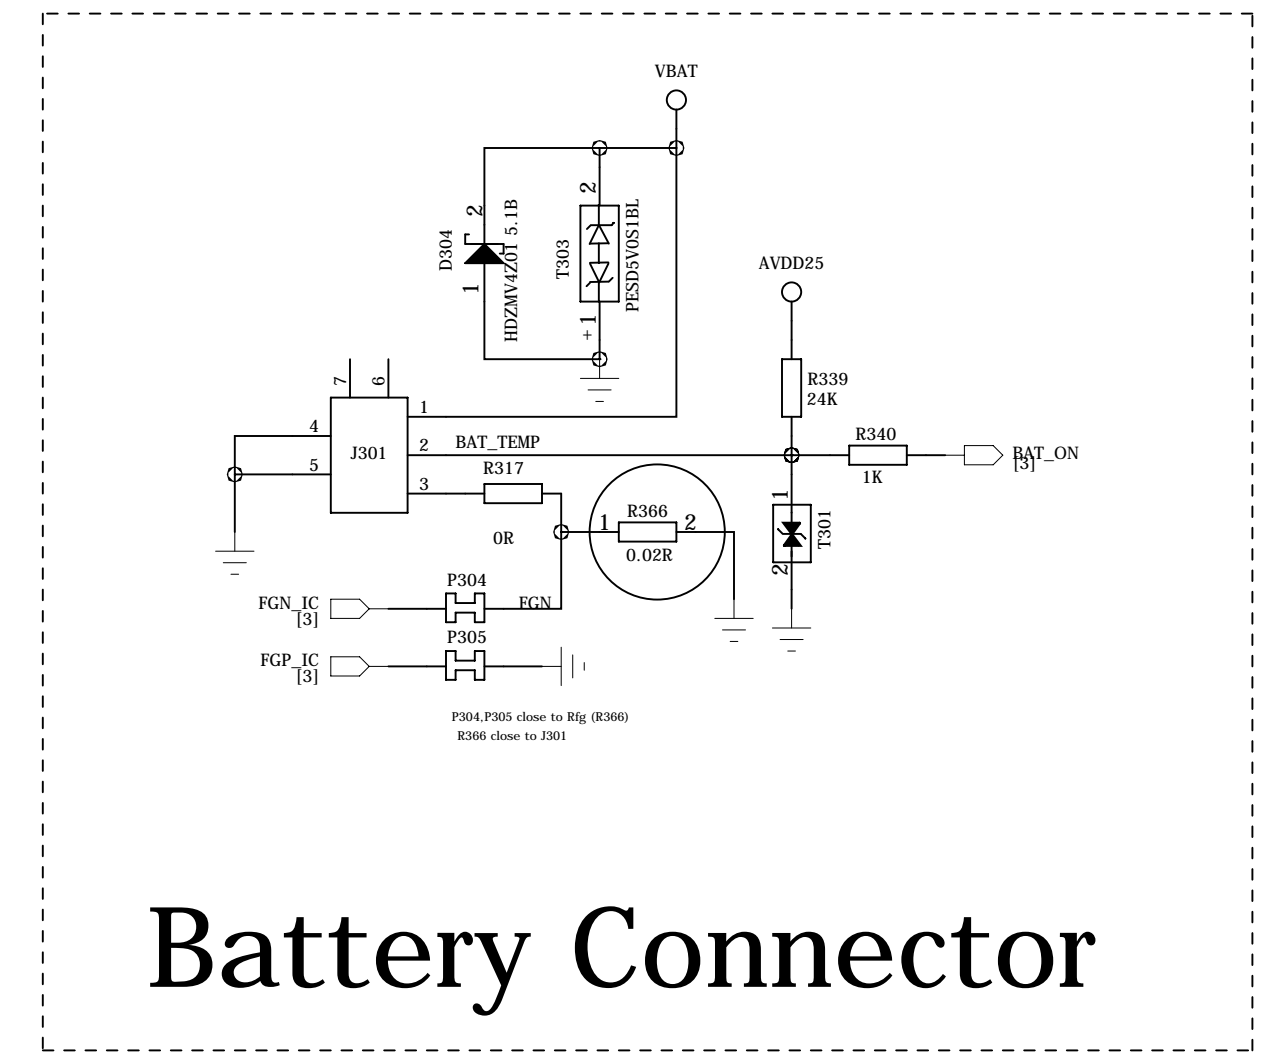 VBAT
2
2
D304
HDZMV4Z01 5.1B
T303
PESD5V0S1BL
1
+1
AVDD25
R339
24K
7
6
1
4
J301
2
BAT_TEMP
R340
1K
BAT_ON
[3]
5
R317
3
0R
1
R366
2
0.02R
1
T301
2
P304
FGN_IC
[3]
FGN
P305
FGP_IC
[3]
P304,P305 close to Rfg (R366)
R366 close to J301
Battery Connector